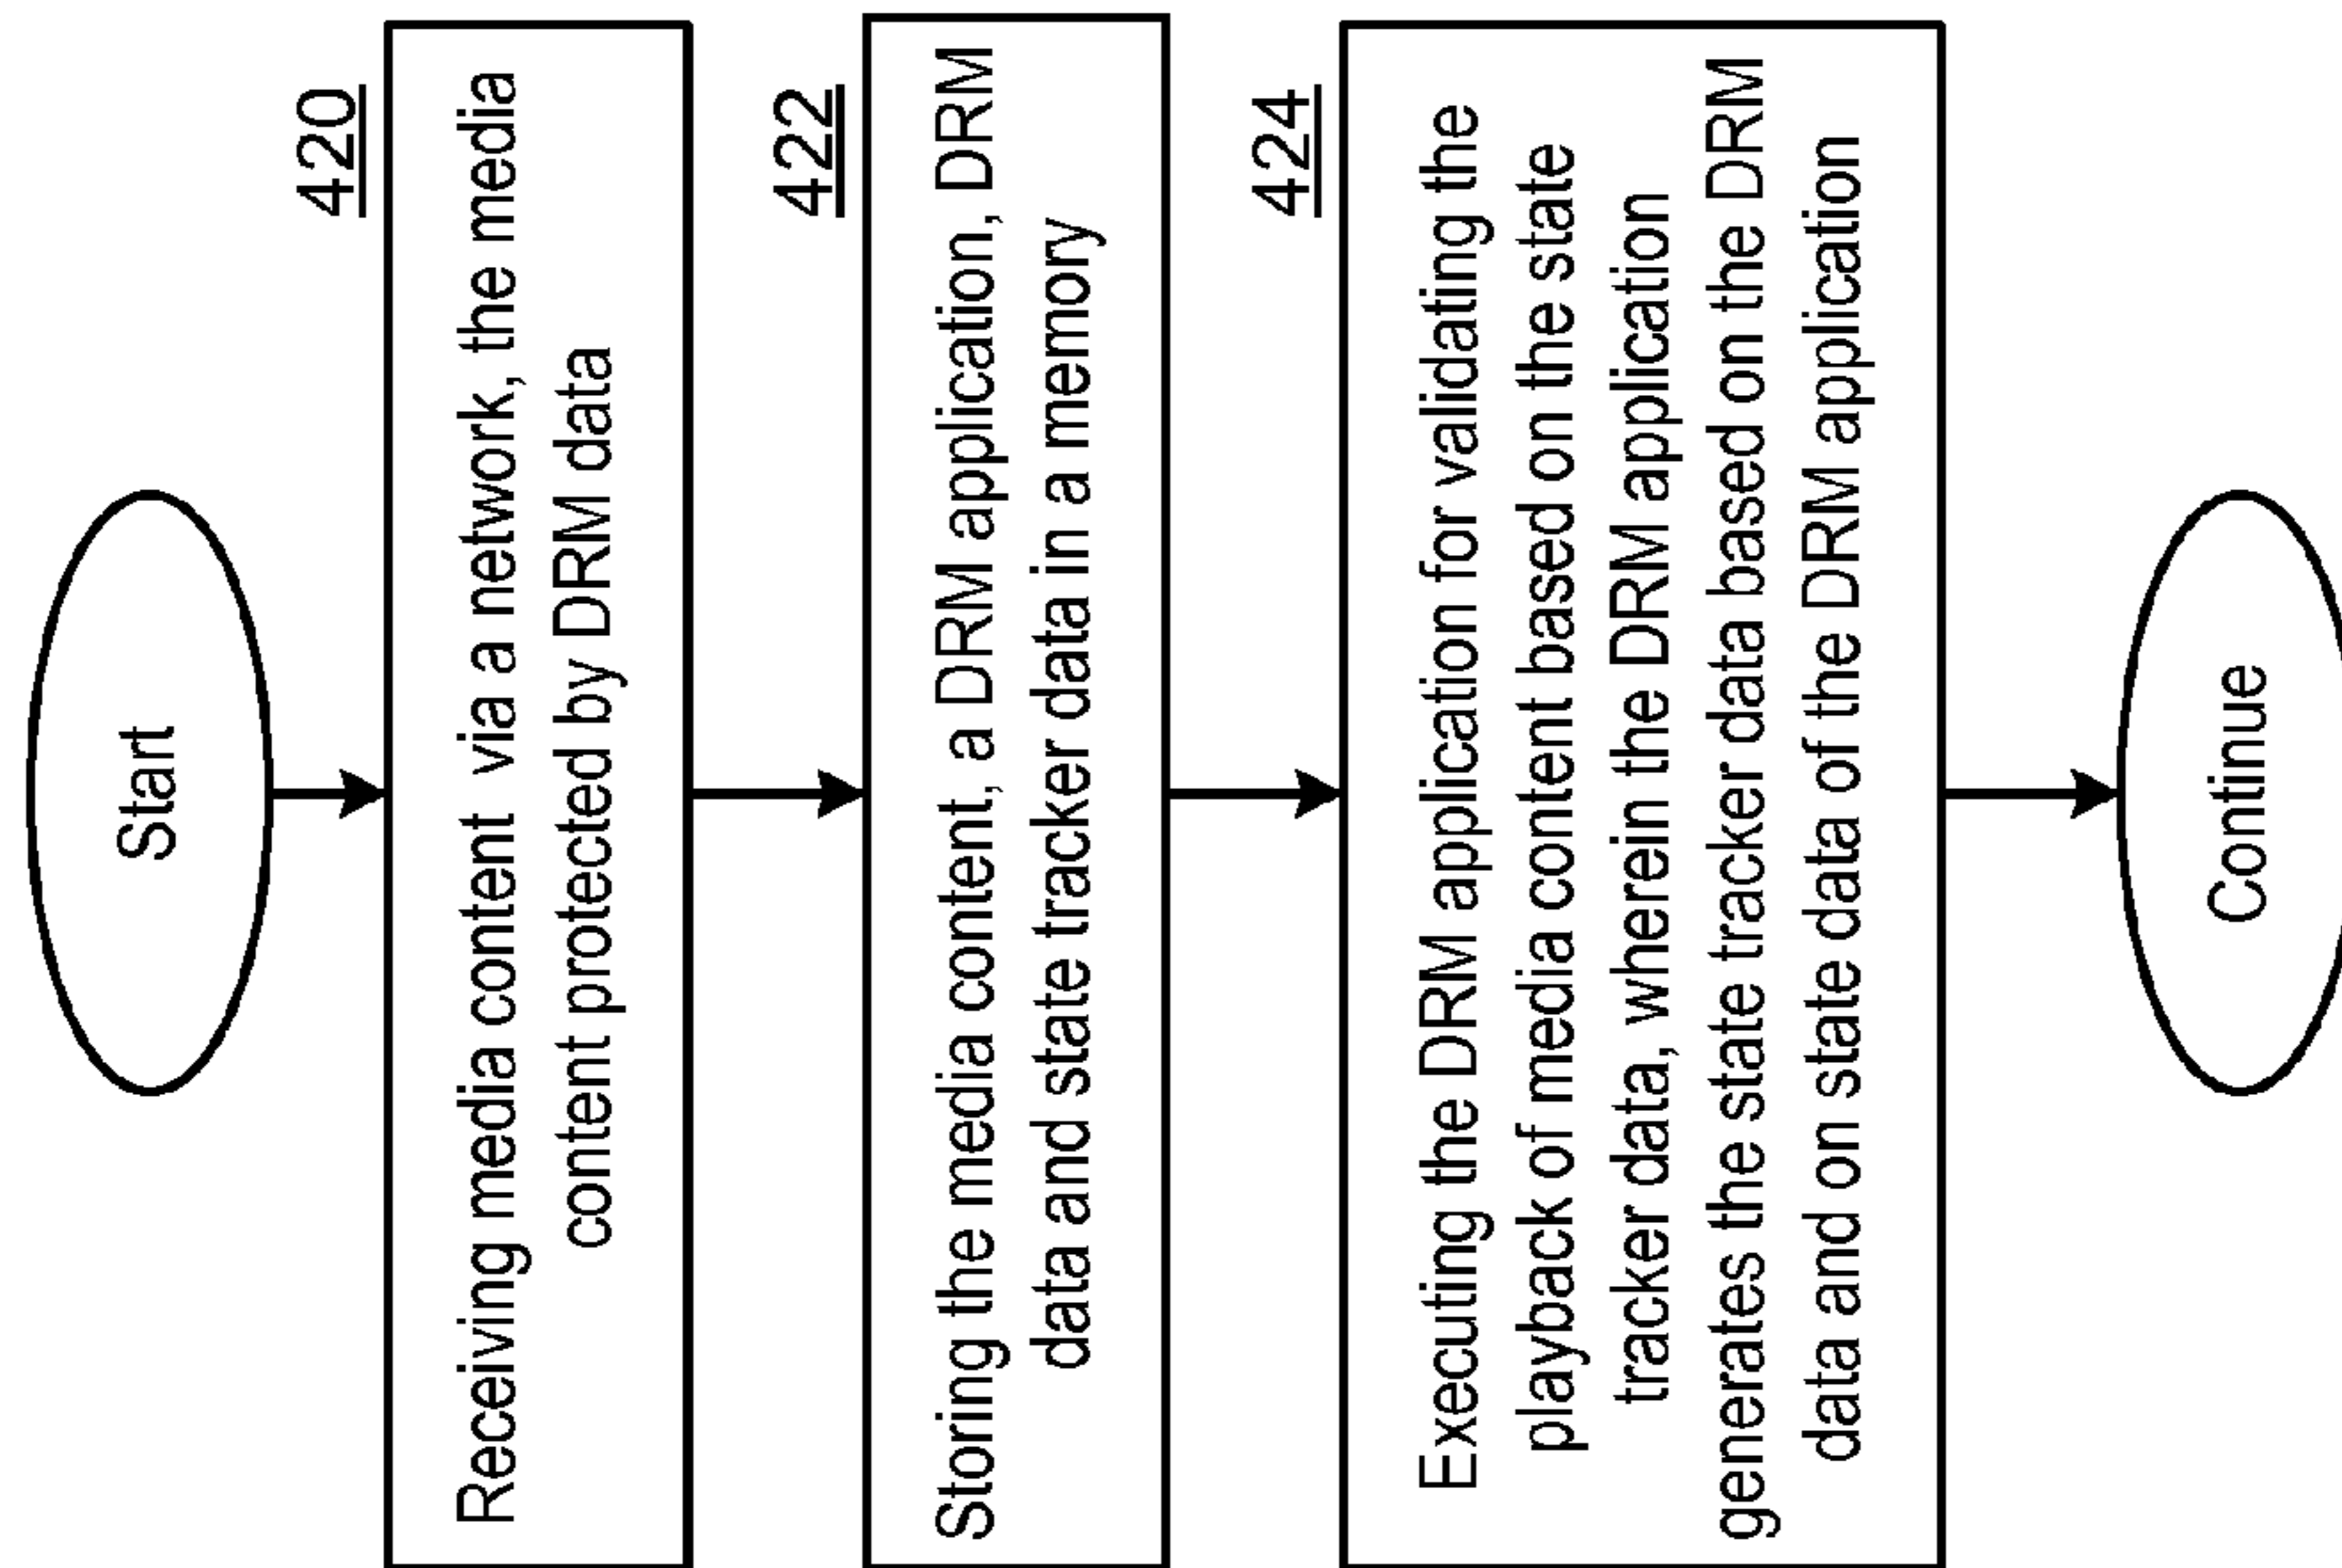 Start
420
Receiving media content via a network, the media
content protected by DRM data
422
Storing the media content, a DRM application, DRM
data and state tracker data in a memory
424
Executing the DRM application for validating the
playback of media content based on the state
tracker data, wherein the DRM application
generates the state tracker data based on the DRM
data and on state data of the DRM application
Continue